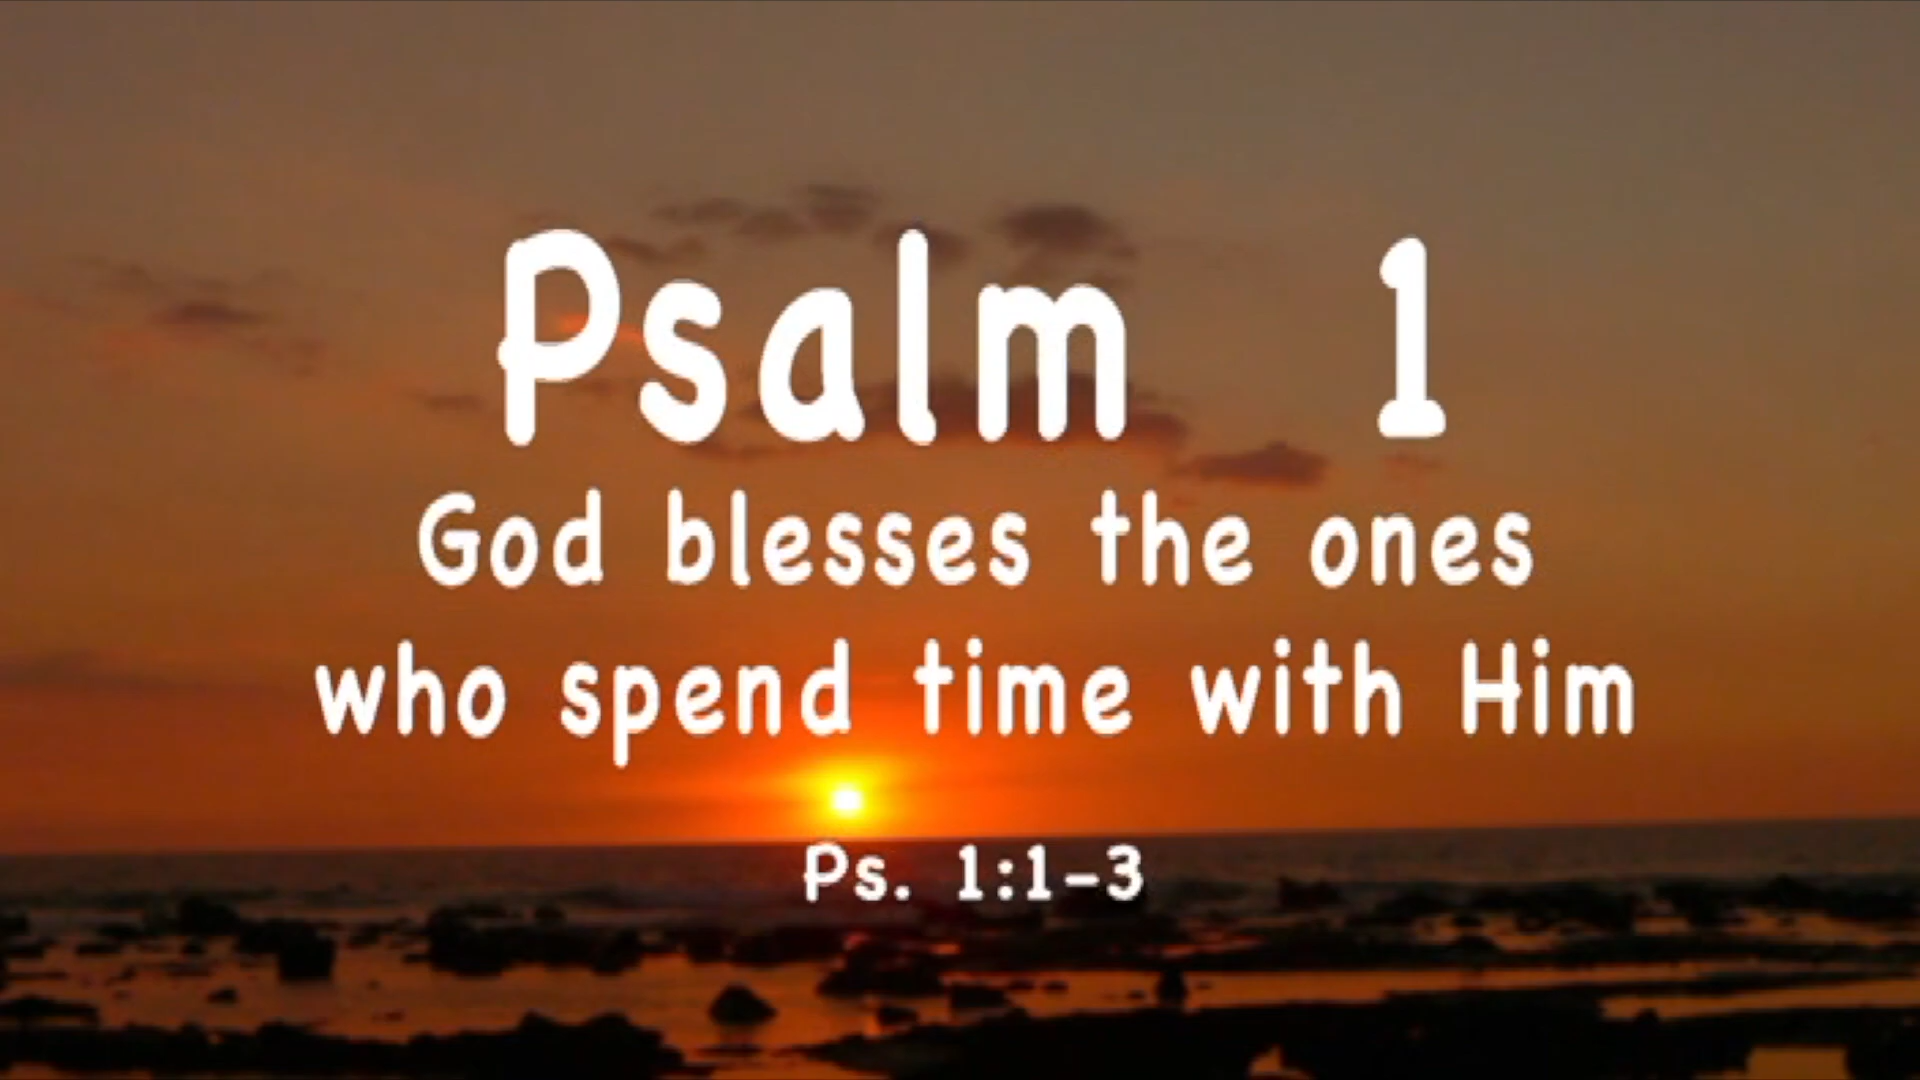 Psalm 1
God blesses the ones
who spend time with Him
Ps. 1:1-3